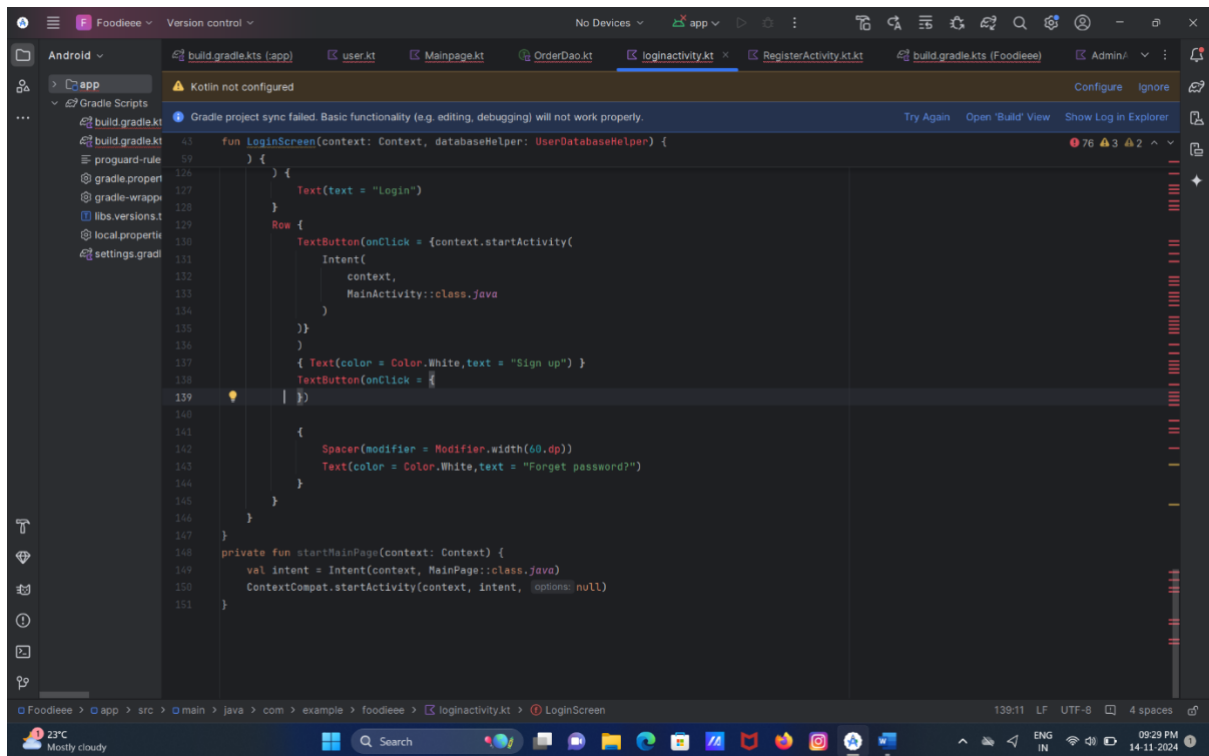 F Foodieee Version control No Devices app
Android
build.gradle.kts (:app) user.kt Mainpage.kt OrderDao.kt loginactivity.kt RegisterActivity.kt.kt build.gradle.kts (Foodieee) AdminA
app
Gradle Scripts
build.gradle.kt
build.gradle.kt
proguard-rule
gradle.propert
gradle-wrappe
libs.versions.t
local.propertie
settings.gradl
Kotlin not configured Configure Ignore
Gradle project sync failed. Basic functionality (e.g. editing, debugging) will not work properly. Try Again Open 'Build' View Show Log in Explorer
76 3 2
43 fun LoginScreen(context: Context, databaseHelper: UserDatabaseHelper) {
59 ) {
126 ) {
127 Text(text = "Login")
128 }
129 Row {
130 TextButton(onClick = {context.startActivity(
131 Intent(
132 context,
133 MainActivity::class.java
134 )
135 )}
136 )
137 { Text(color = Color.White,text = "Sign up") }
138 TextButton(onClick = {
139 })
140
141 {
142 Spacer(modifier = Modifier.width(60.dp))
143 Text(color = Color.White,text = "Forget password?")
144 }
145 }
146 }
147 }
148 private fun startMainPage(context: Context) {
149 val intent = Intent(context, MainPage::class.java)
150 ContextCompat.startActivity(context, intent, options: null)
151 }
Foodieee > app > src > main > java > com > example > foodieee > loginactivity.kt > LoginScreen 139:11 LF UTF-8 4 spaces
1 23°C
Mostly cloudy
Search
ENG
IN
09:29 PM
14-11-2024
1